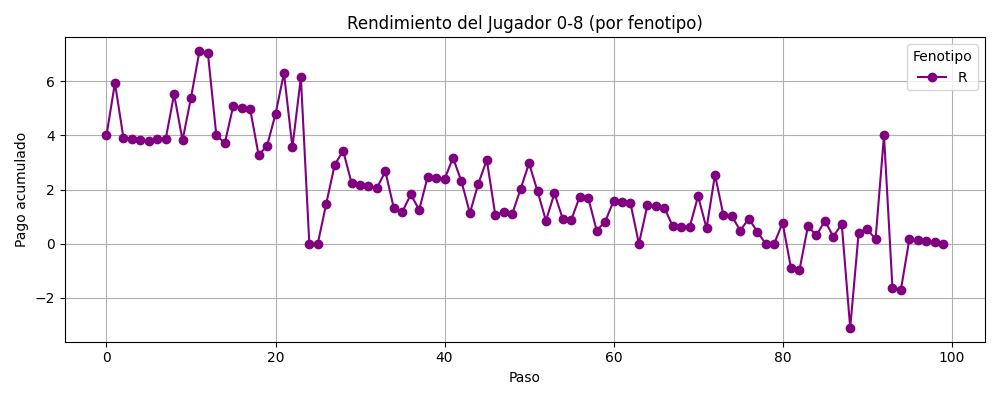 Rendimiento del Jugador 0-8 (por fenotipo)
Fenotipo
R
Pago acumulado
6
4
2
0
−2
0
20
40
60
80
100
Paso